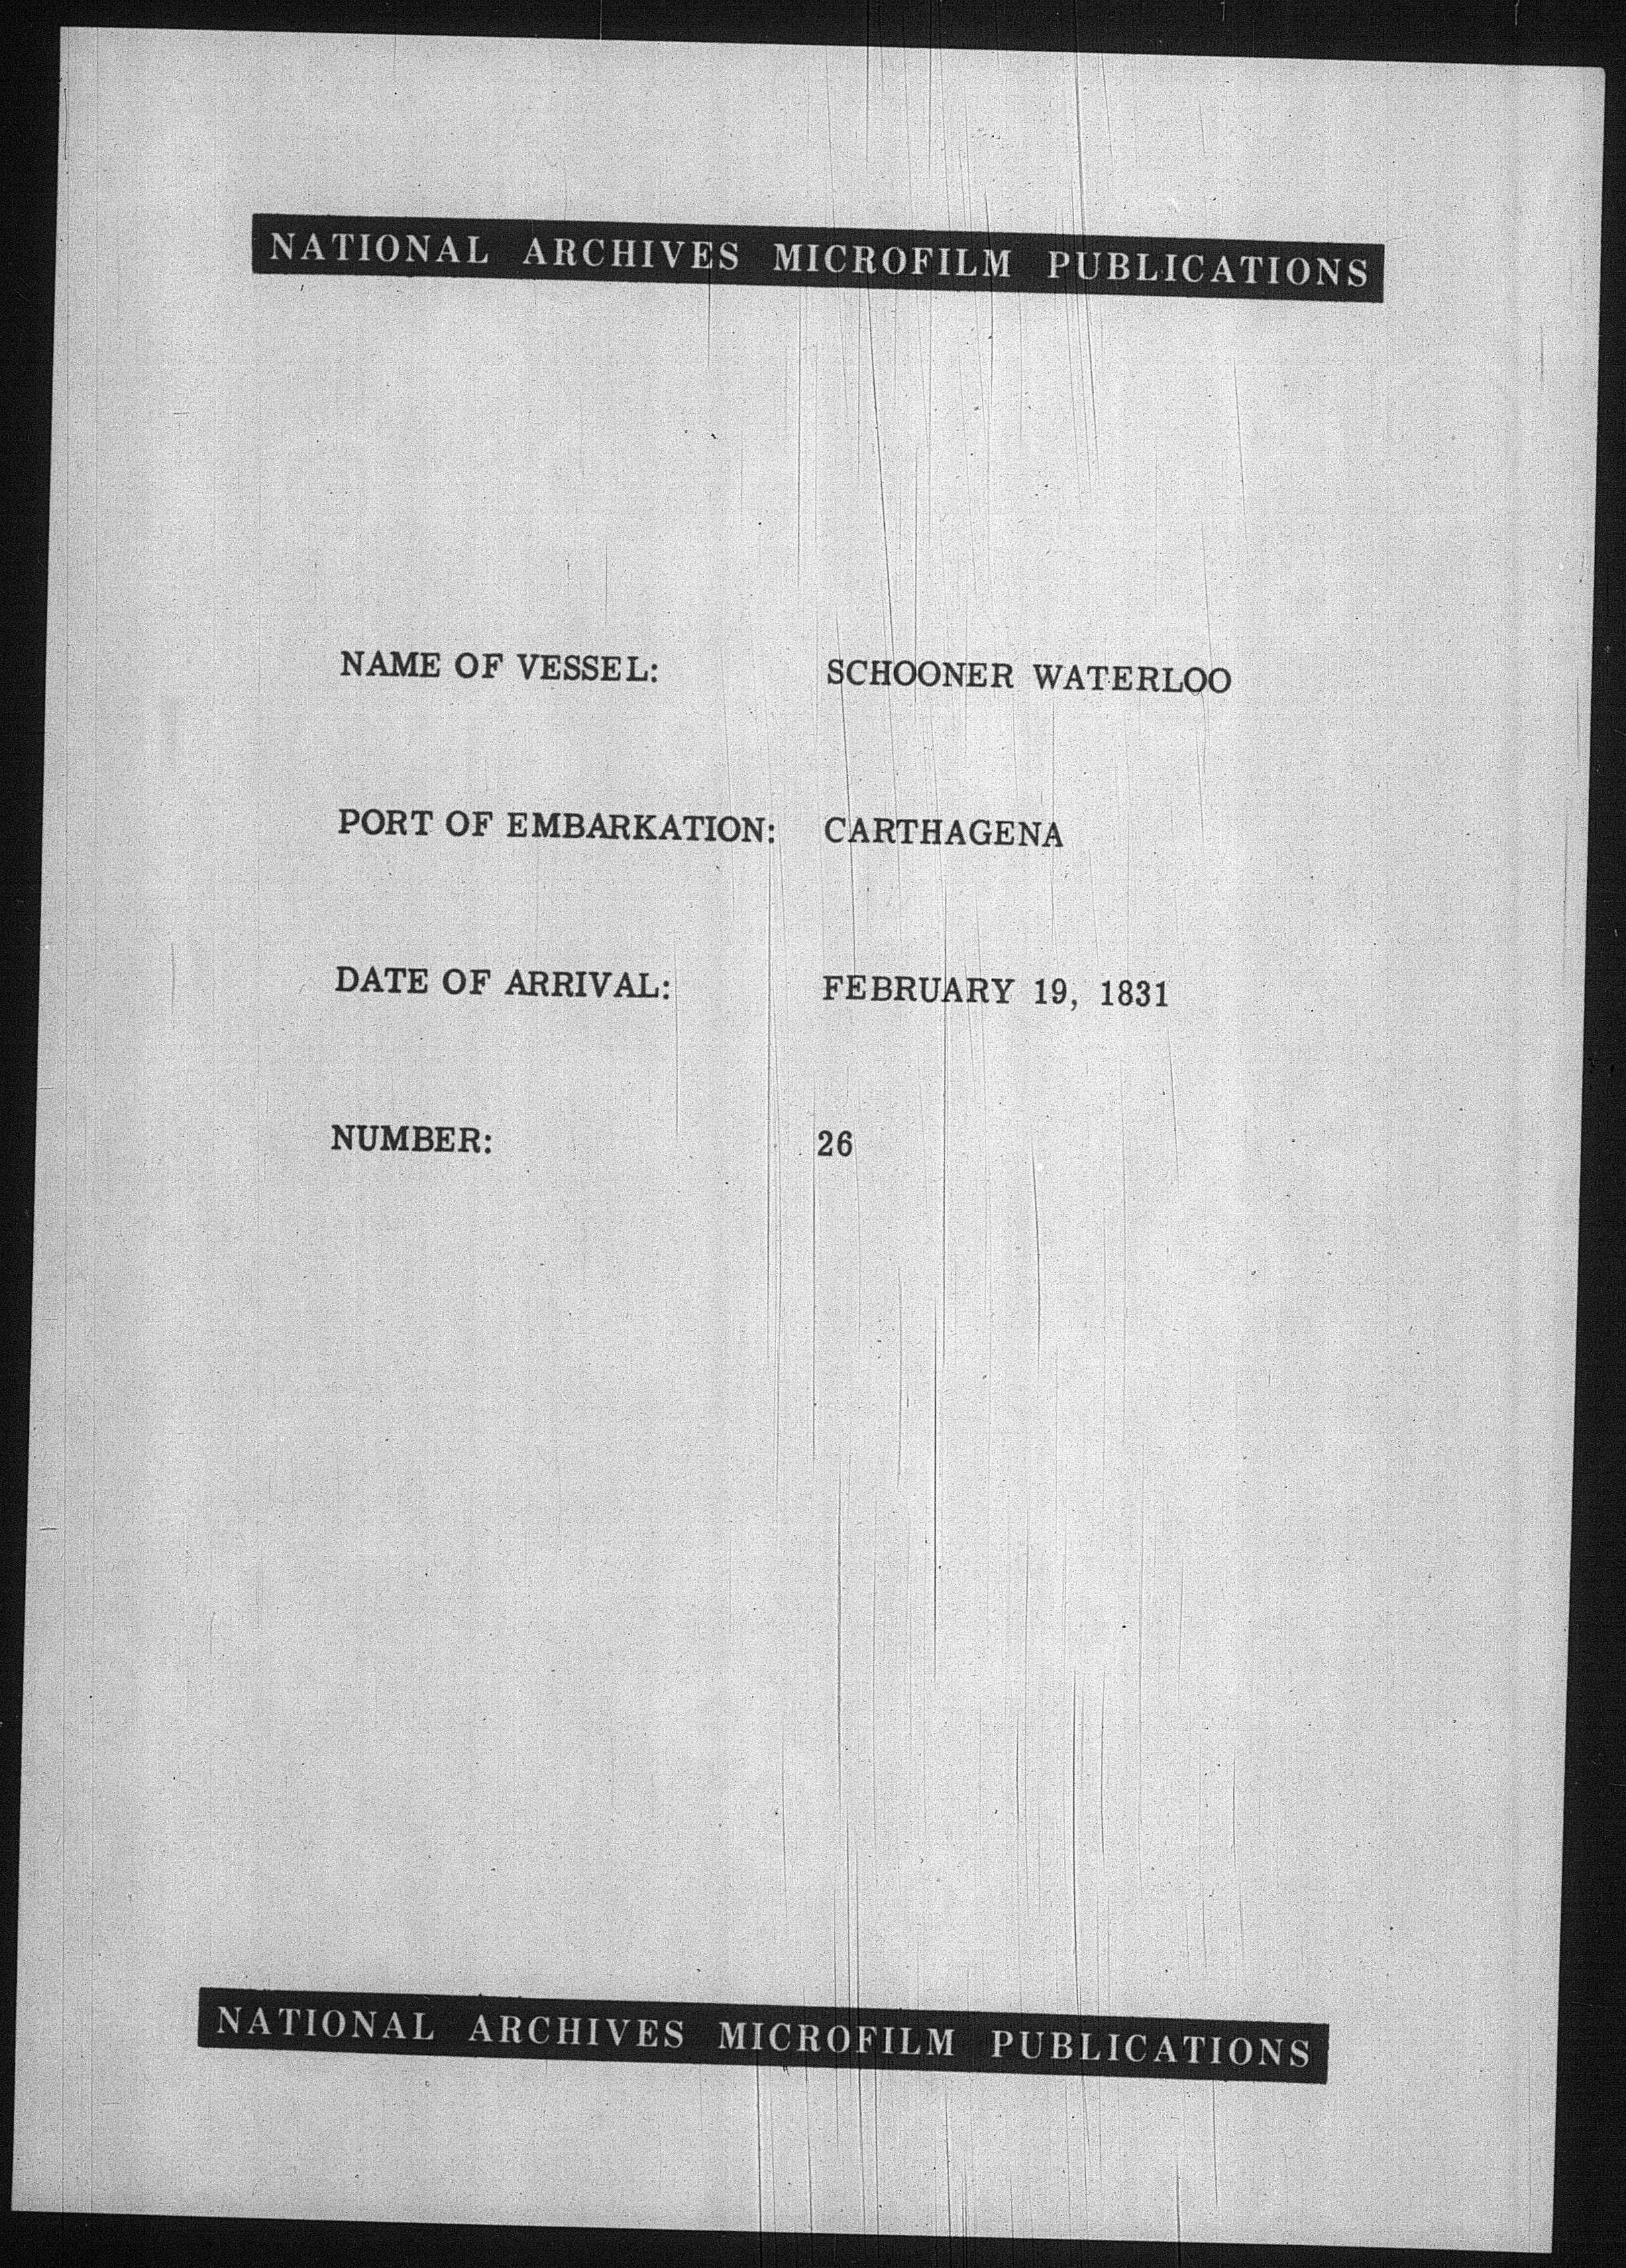 NATIONAL ARCHIVES MICROFILM PUBLICATIONS
NAME OF VESSEL: SCHOONER WATERLOO
PORT OF EMBARKATION: CARTHAGENA
DATE OF ARRIVAL: FEBRUARY 19, 1831
NUMBER: 26
NATIONAL ARCHIVES MICROFILM PUBLICATIONS